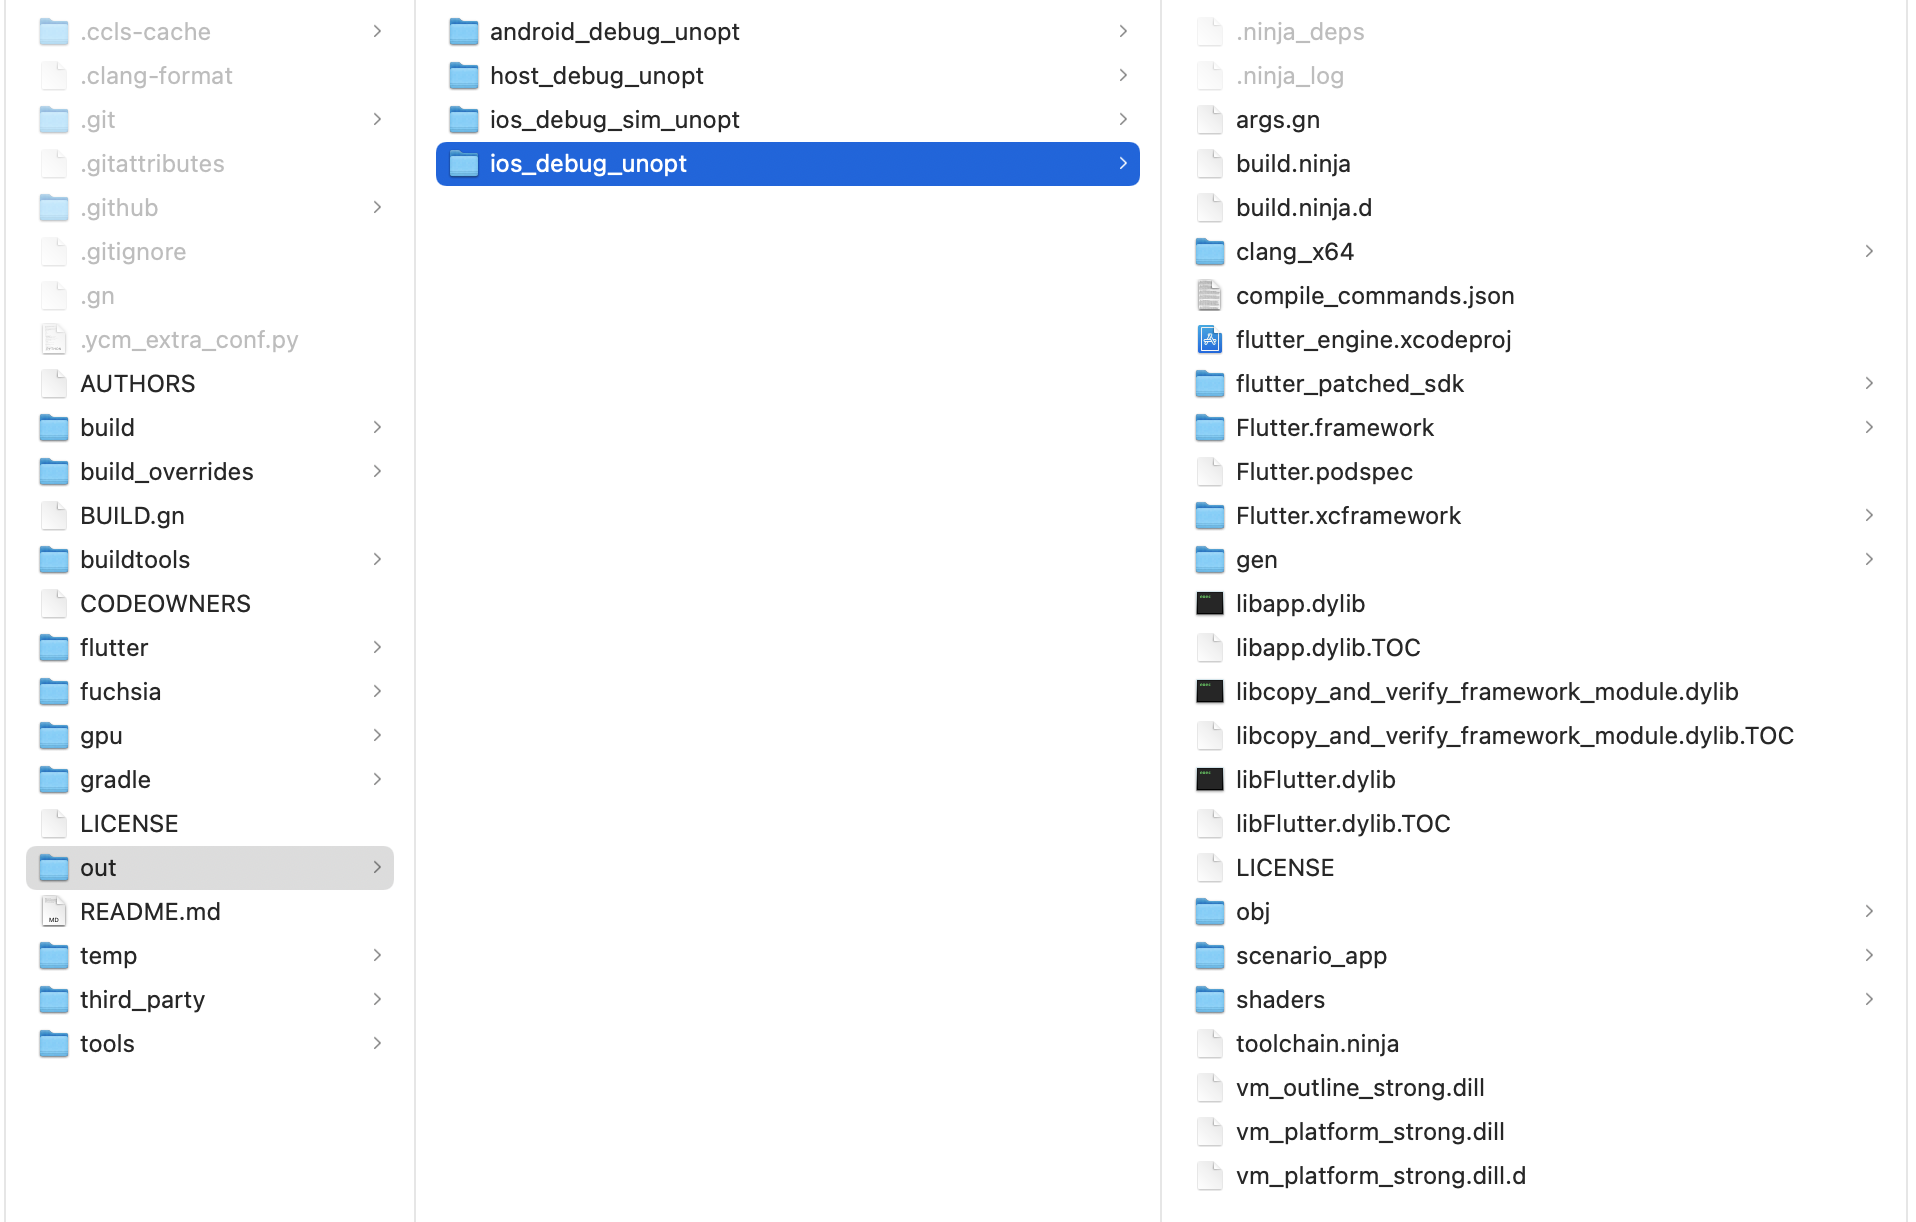 .ccls-cache
.clang-format
.git
.gitattributes
.github
.gitignore
.gn
.ycm_extra_conf.py
AUTHORS
build
build_overrides
BUILD.gn
buildtools
CODEOWNERS
flutter
fuchsia
gpu
gradle
LICENSE
out
README.md
temp
third_party
tools
android_debug_unopt
host_debug_unopt
ios_debug_sim_unopt
ios_debug_unopt
.ninja_deps
.ninja_log
args.gn
build.ninja
build.ninja.d
clang_x64
compile_commands.json
flutter_engine.xcodeproj
flutter_patched_sdk
Flutter.framework
Flutter.podspec
Flutter.xcframework
gen
libapp.dylib
libapp.dylib.TOC
libcopy_and_verify_framework_module.dylib
libcopy_and_verify_framework_module.dylib.TOC
libFlutter.dylib
libFlutter.dylib.TOC
LICENSE
obj
scenario_app
shaders
toolchain.ninja
vm_outline_strong.dill
vm_platform_strong.dill
vm_platform_strong.dill.d